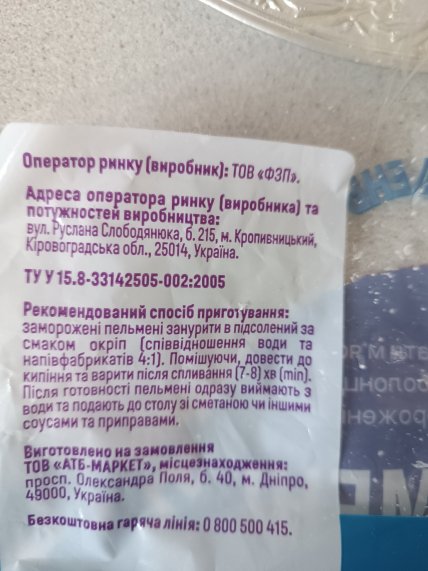 Оператор ринку (виробник): ТОВ «ФЗП».
Адреса оператора ринку (виробника) та
потужностей виробництва:
вул. Руслана Слободянюка, б. 215, м. Кропивницький,
Кіровоградська обл., 25014, Україна.
ТУ У 15.8-33142505-002:2005
Рекомендований спосіб приготування:
заморожені пельмені занурити в підсолений за
смаком окріп (співвідношення води та
напівфабрикатів 4:1). Помішуючи, довести до
кипіння та варити після спливання (7-8) хв (min).
Після готовності пельмені одразу виймають з
води та подають до столу зі сметаною чи іншими
соусами та приправами.
Виготовлено на замовлення
ТОВ «АТБ-МАРКЕТ», місцезнаходження:
просп. Олександра Поля, б. 40, м. Дніпро,
49000, Україна.
Безкоштовна гаряча лінія: 0 800 500 415.